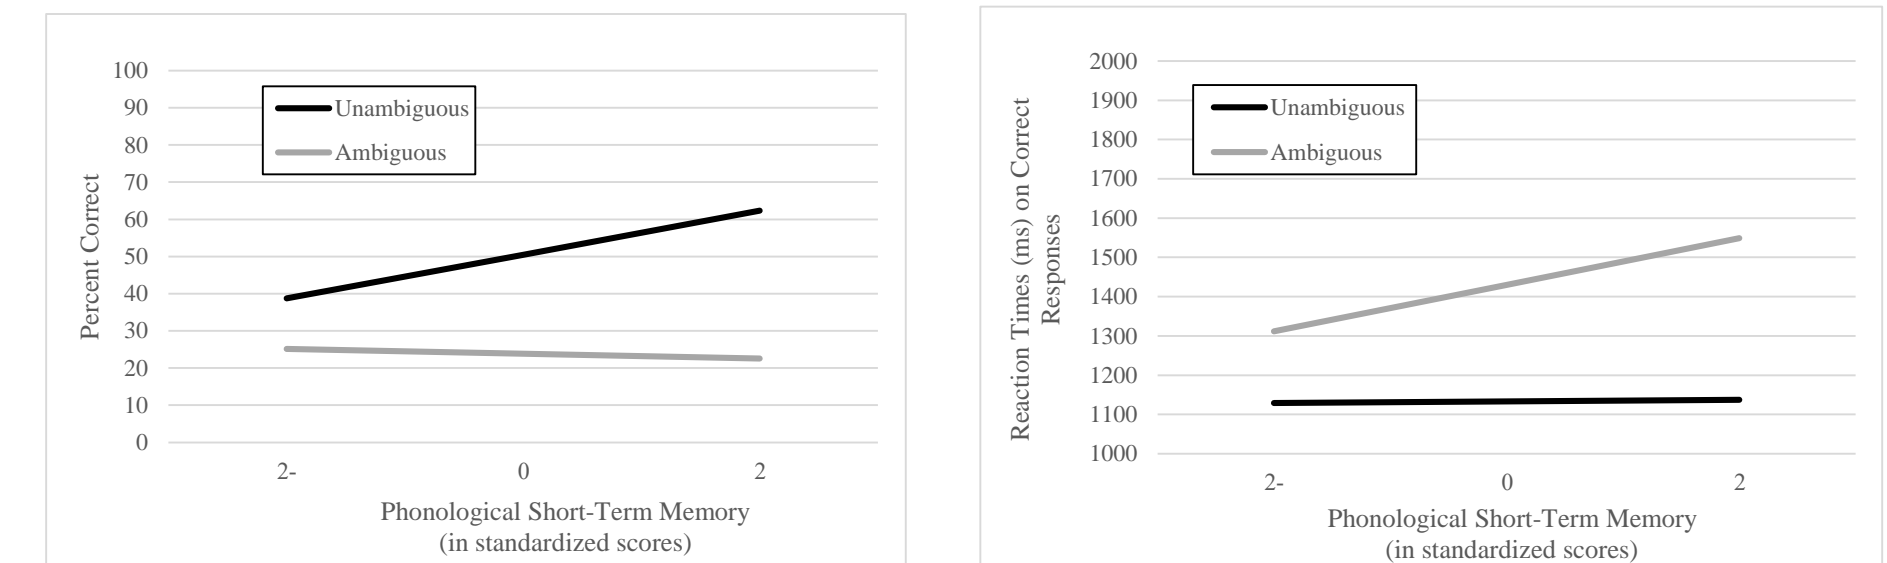 100
90
80
70
60
50
40
30
20
10
0
Percent Correct
Unambiguous
Ambiguous
2-
0
2
Phonological Short-Term Memory
(in standardized scores)
2000
1900
1800
1700
1600
1500
1400
1300
1200
1100
1000
Reaction Times (ms) on Correct
Responses
Unambiguous
Ambiguous
2-
0
2
Phonological Short-Term Memory
(in standardized scores)